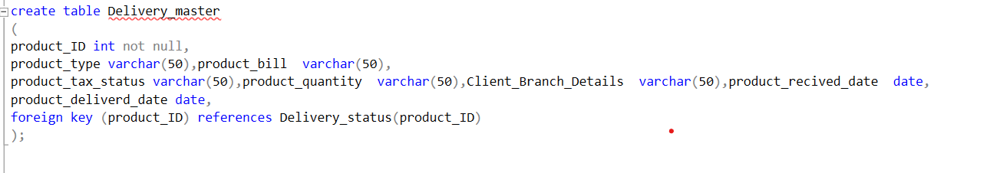 create table Delivery_master
(
product_ID int not null,
product_type varchar(50),product_bill  varchar(50),
product_tax_status varchar(50),product_quantity  varchar(50),Client_Branch_Details  varchar(50),product_recived_date  date,
product_deliverd_date date,
foreign key (product_ID) references Delivery_status(product_ID)
);